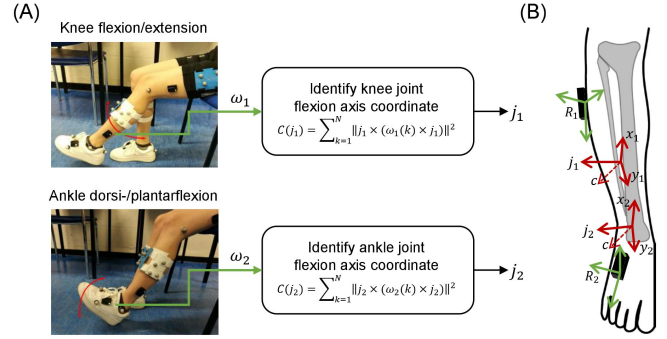 (A)
Knee flexion/extension
ω₁
Identify knee joint
flexion axis coordinate
C(j₁) = ∑ᴺₖ₌₁‖j₁ × (ω₁(k) × j₁)‖²
j₁
Ankle dorsi-/plantarflexion
ω₂
Identify ankle joint
flexion axis coordinate
C(j₂) = ∑ᴺₖ₌₁‖j₂ × (ω₂(k) × j₂)‖²
j₂
(B)
R₁
x₁
j₁
c
y₁
x₂
j₂
c
y₂
R₂